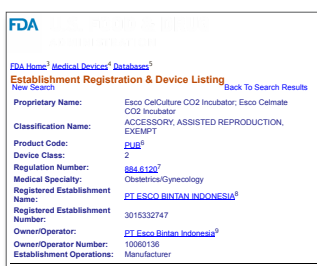 FDA
FDA Home3 Medical Devices4 Databases5
Establishment Registration & Device Listing
New Search Back To Search Results
Proprietary Name: Esco CelCulture CO2 Incubator; Esco Celmate
CO2 Incubator
Classification Name: ACCESSORY, ASSISTED REPRODUCTION,
EXEMPT
Product Code: PUB6
Device Class: 2
Regulation Number: 884.61207
Medical Specialty: Obstetrics/Gynecology
Registered Establishment
Name: PT ESCO BINTAN INDONESIA8
Registered Establishment
Number: 3015332747
Owner/Operator: PT Esco Bintan Indonesia9
Owner/Operator Number: 10060136
Establishment Operations: Manufacturer